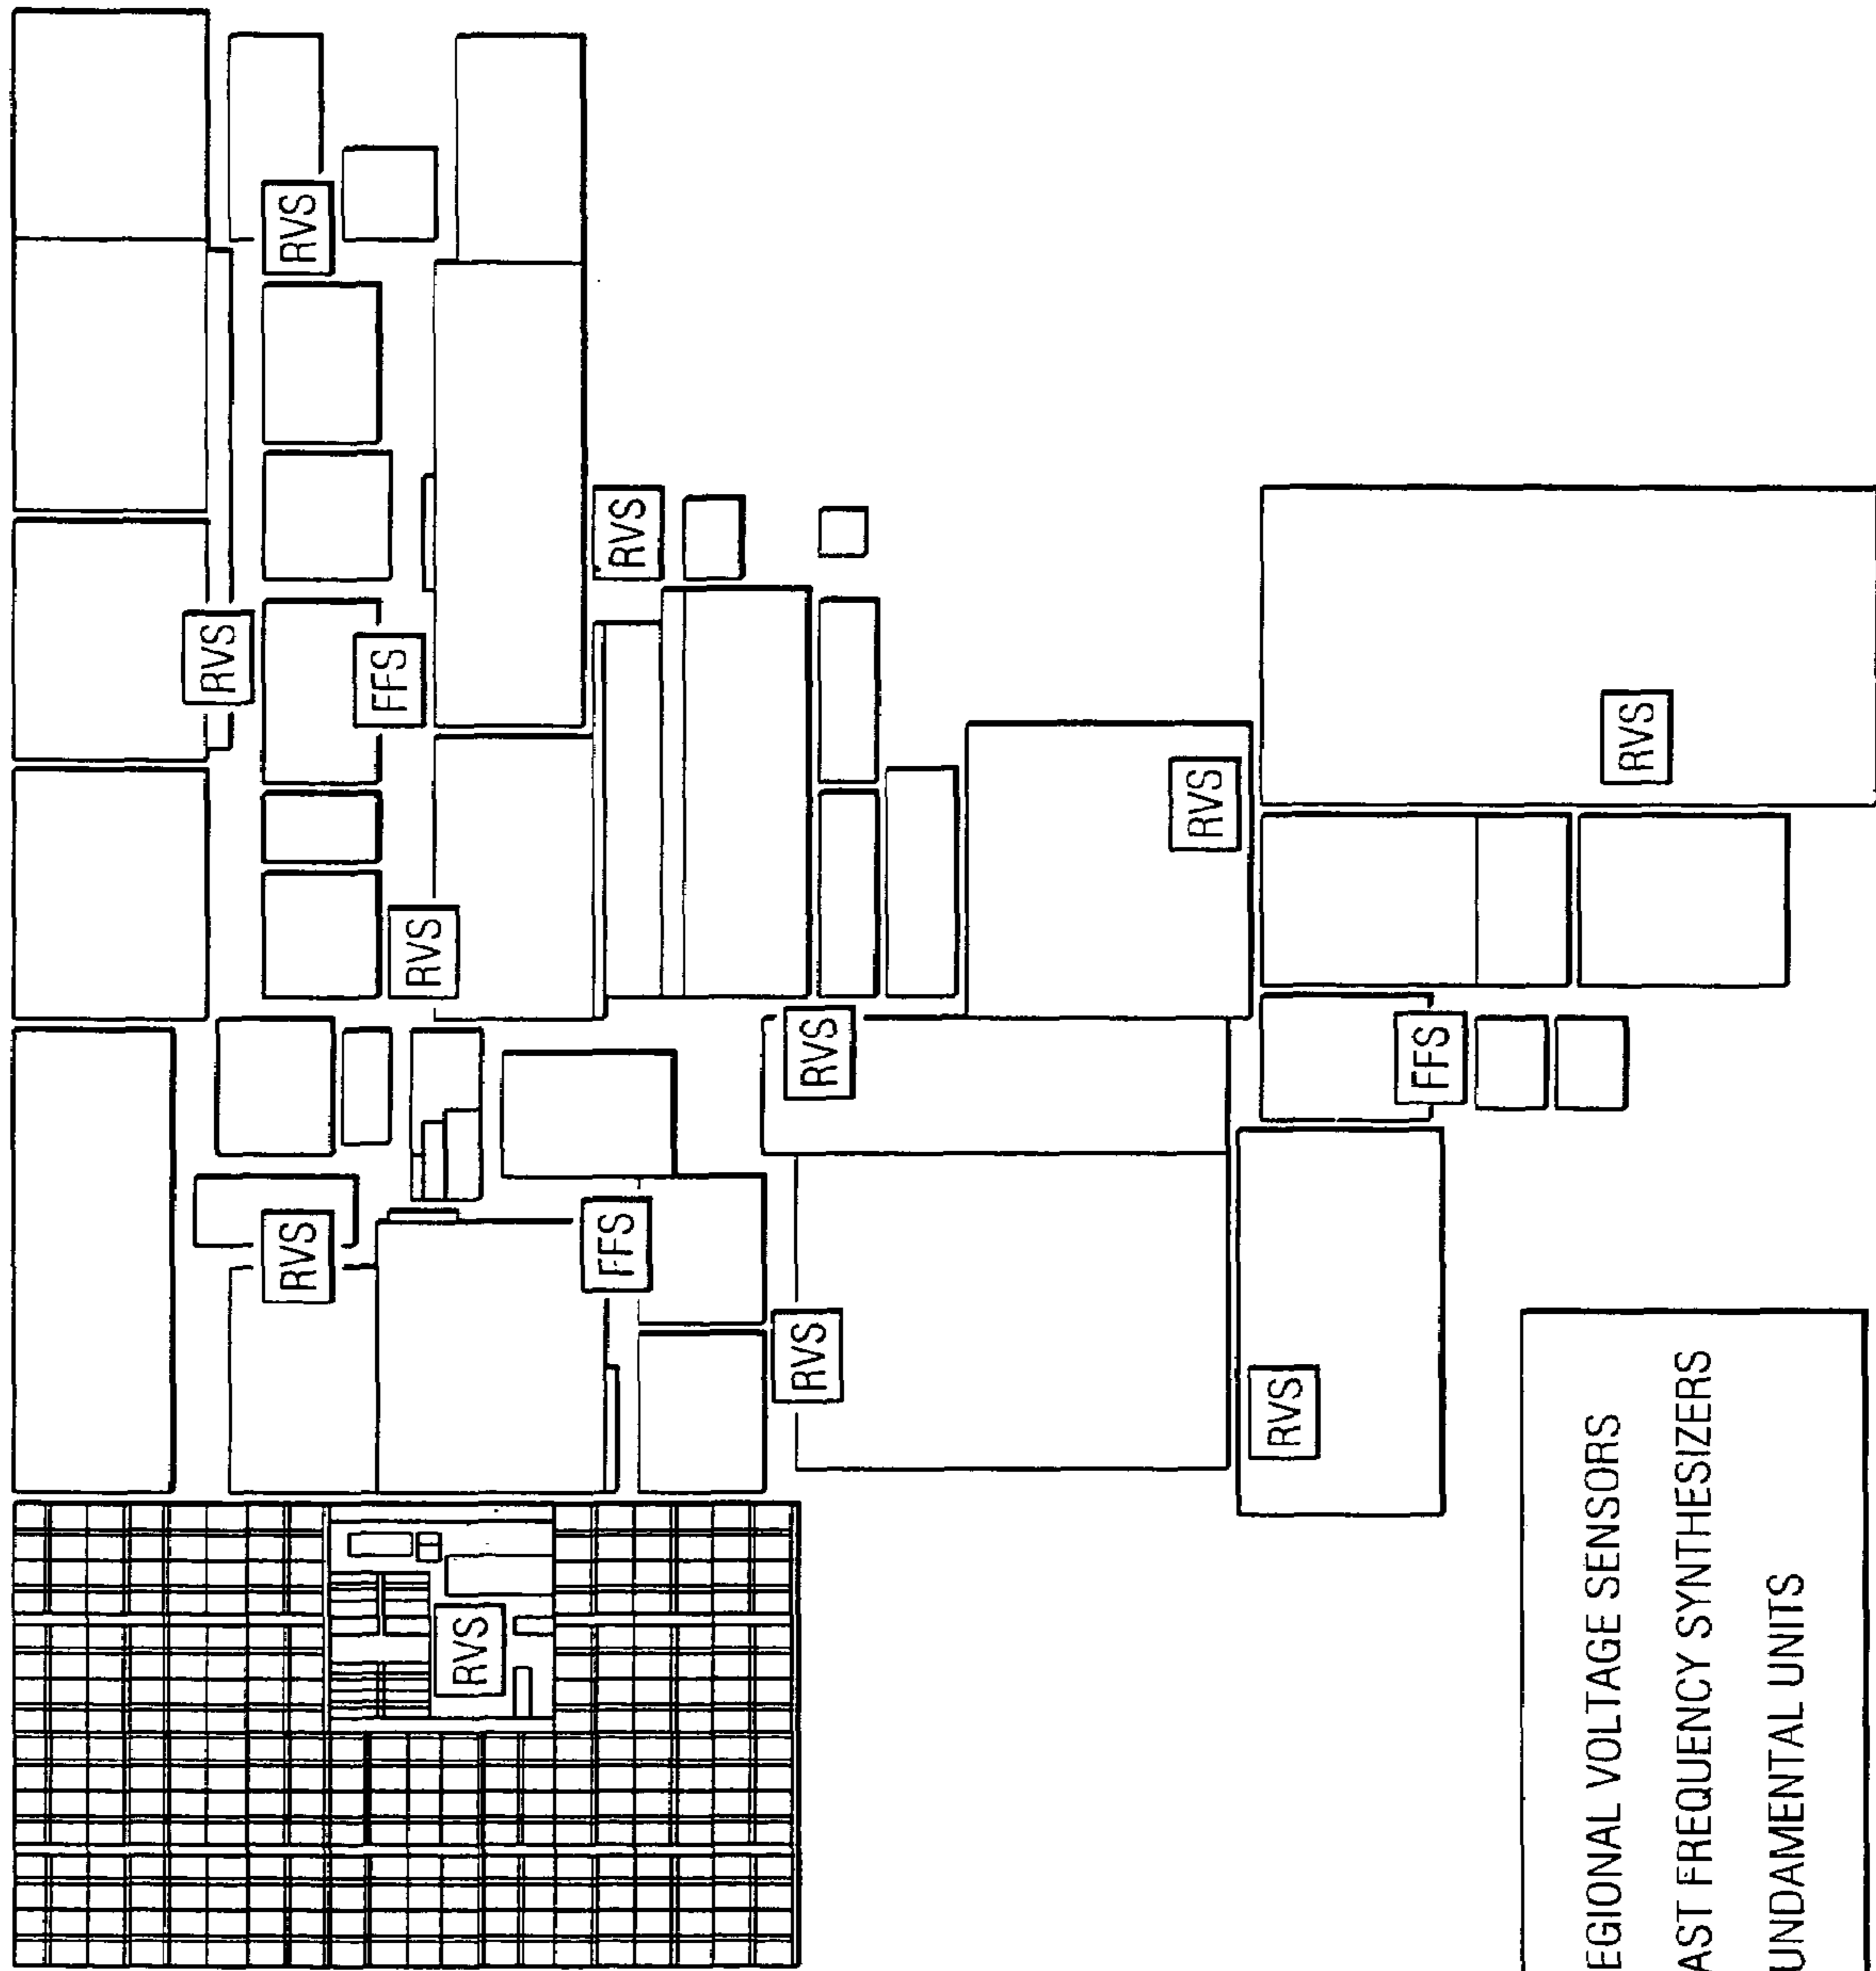 RVS
RVS
RVS
FFS
RVS
RVS
FFS
RVS
RVS
RVS
RVS
RVS
FFS
RVS
EGIONAL VOLTAGE SENSORS
AST FREQUENCY SYNTHESIZERS
UNDAMENTAL UNITS